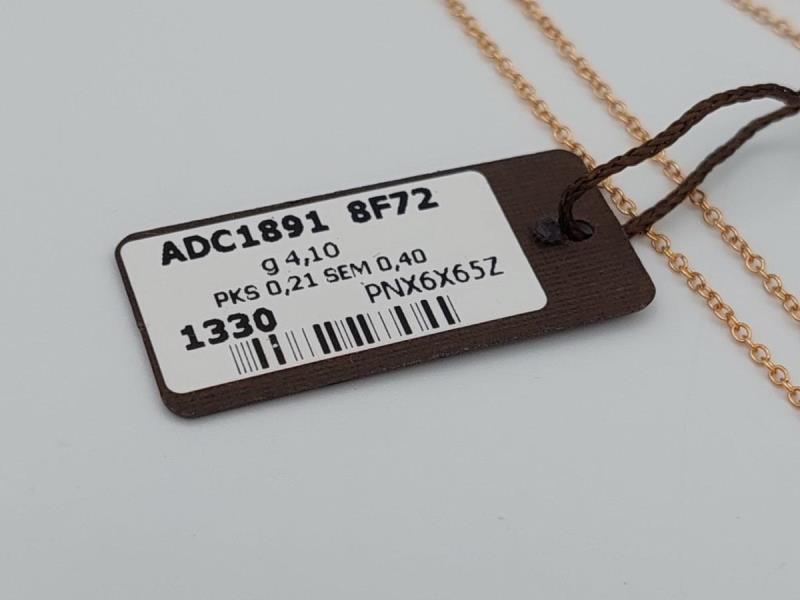 ADC1891 8F72
g 4,10
PKS 0,21 SEM 0,40
PNX6X65Z
1330